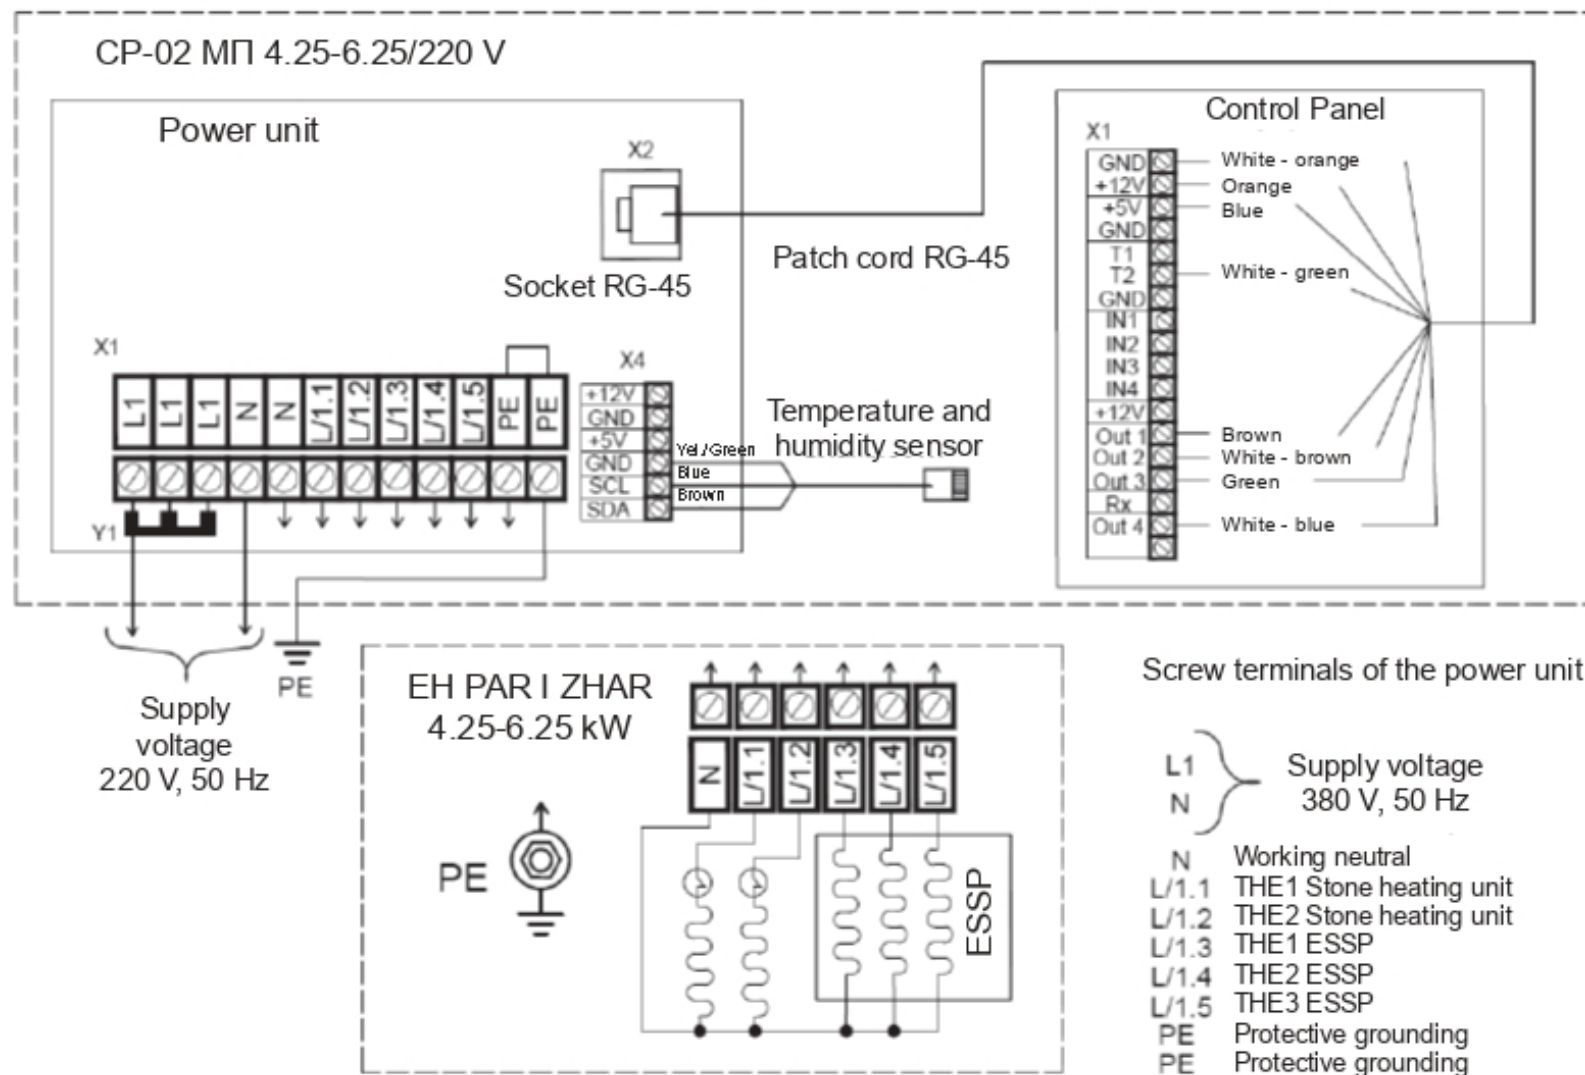 CP-02 МП 4.25-6.25/220 V
Power unit
X2
Socket RG-45
Patch cord RG-45
Control Panel
X1
GND White - orange
+12V Orange
+5V Blue
GND
T1
T2 White - green
GND
IN1
IN2
IN3
IN4
+12V
Out 1 Brown
Out 2 White - brown
Out 3 Green
Rx
Out 4 White - blue
X1
L1 L1 L1 N N L/1.1 L/1.2 L/1.3 L/1.4 L/1.5 PE PE
Y1
X4
+12V
GND
+5V
GND Yel/Green
SCL Blue
SDA Brown
Temperature and
humidity sensor
Supply
voltage
220 V, 50 Hz
PE
EH PAR I ZHAR
4.25-6.25 kW
PE
N L/1.1 L/1.2 L/1.3 L/1.4 L/1.5
ESSP
Screw terminals of the power unit
L1
N
Supply voltage
380 V, 50 Hz
N Working neutral
L/1.1 THE1 Stone heating unit
L/1.2 THE2 Stone heating unit
L/1.3 THE1 ESSP
L/1.4 THE2 ESSP
L/1.5 THE3 ESSP
PE Protective grounding
PE Protective grounding